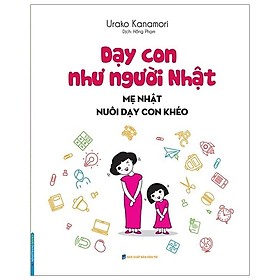 Urako Kanamori
Dịch: Hồng Phạm
Dạy con
như người Nhật
MẸ NHẬT
NUÔI DẠY CON KHÉO